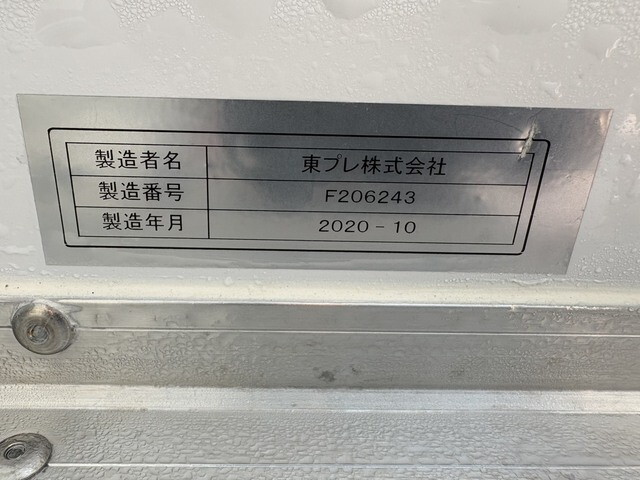 製造者名 東プレ株式会社
製造番号 F206243
製造年月 2020-10